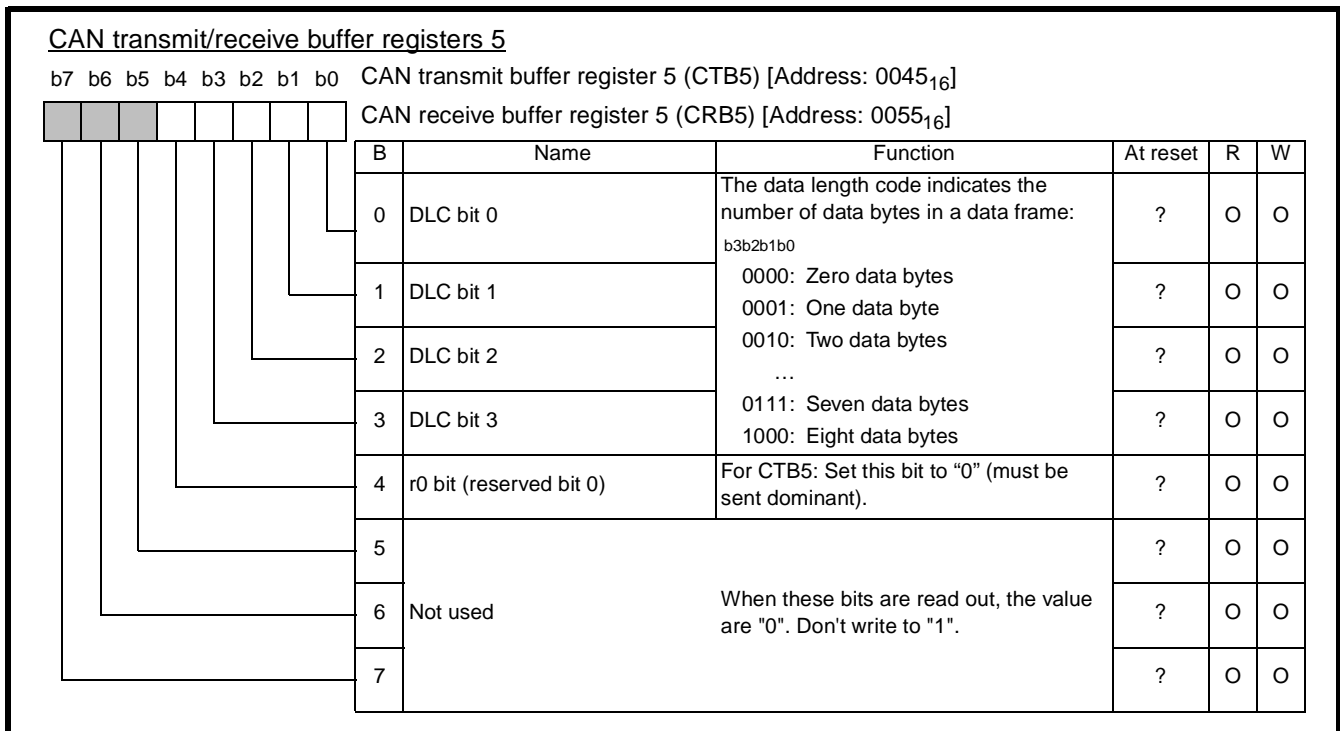 CAN transmit/receive buffer registers 5
b7 b6 b5 b4 b3 b2 b1 b0 CAN transmit buffer register 5 (CTB5) [Address: 0045₁₆]
CAN receive buffer register 5 (CRB5) [Address: 0055₁₆]
B Name Function At reset R W
0 DLC bit 0 The data length code indicates the
number of data bytes in a data frame: ? O O
b3b2b1b0
0000: Zero data bytes
1 DLC bit 1 ? O O
0001: One data byte
0010: Two data bytes
2 DLC bit 2 ? O O
…
0111: Seven data bytes
3 DLC bit 3 ? O O
1000: Eight data bytes
4 r0 bit (reserved bit 0) For CTB5: Set this bit to “0” (must be
sent dominant). ? O O
5 ? O O
6 Not used When these bits are read out, the value
are "0". Don't write to "1". ? O O
7 ? O O